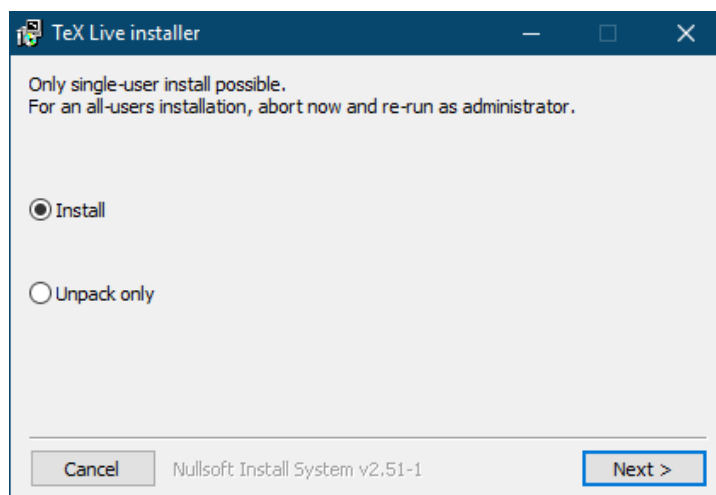 TeX Live installer
Only single-user install possible.
For an all-users installation, abort now and re-run as administrator.
Install
Unpack only
Cancel
Nullsoft Install System v2.51-1
Next >